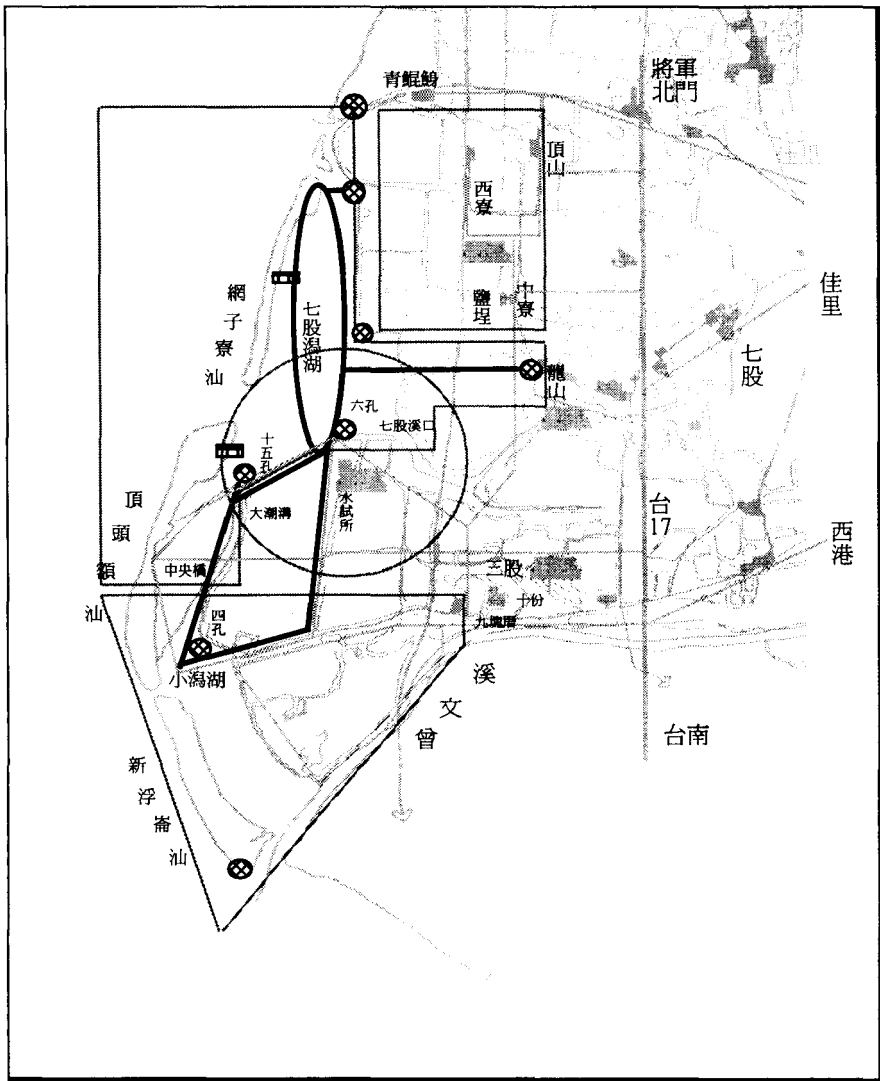 青鯤鯓
將軍
北門
頂山
西寮
佳里
網子寮汕
七股潟湖
鹽埕
中寮
七股
龍山
六孔
七股溪口
十五孔
頂頭額汕
大潮溝
水試所
台17
西港
中央橋
三股
十份
四孔
九塊厝
小潟湖
曾文溪
台南
新浮崙汕